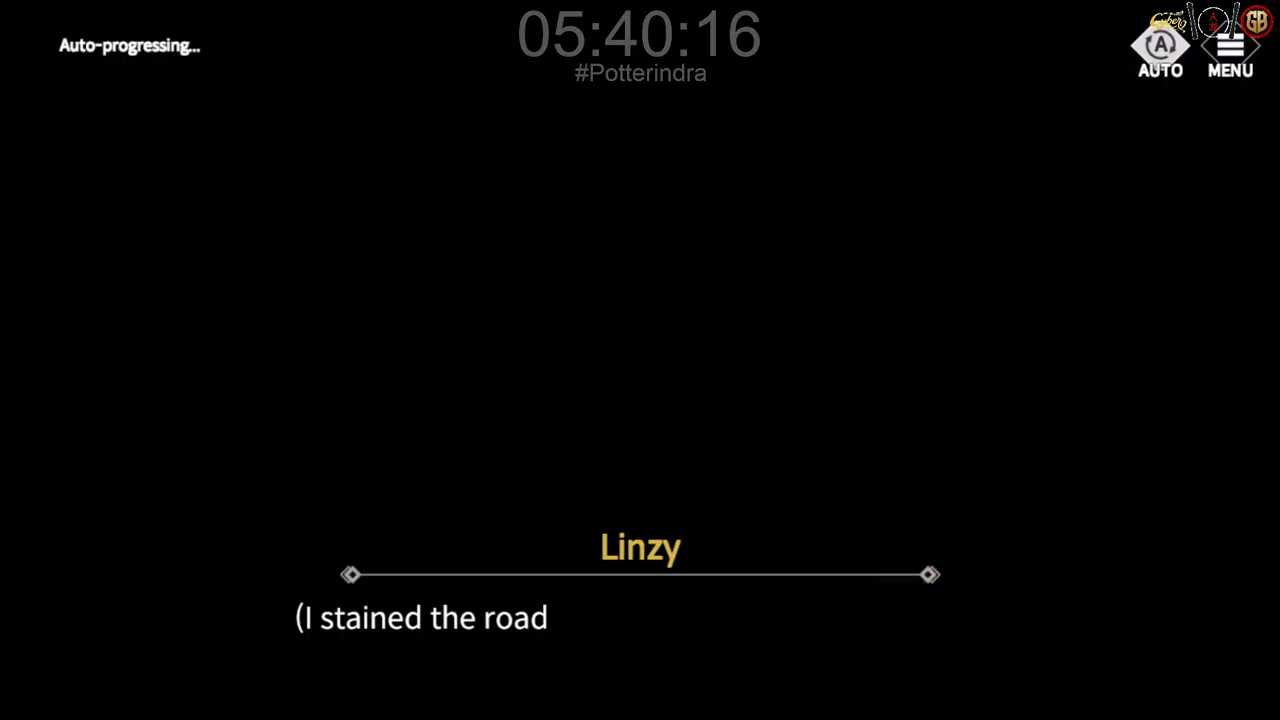 05:40:16
Auto-progressing...
#Potterindra
AUTO
MENU
Linzy
(I stained the road